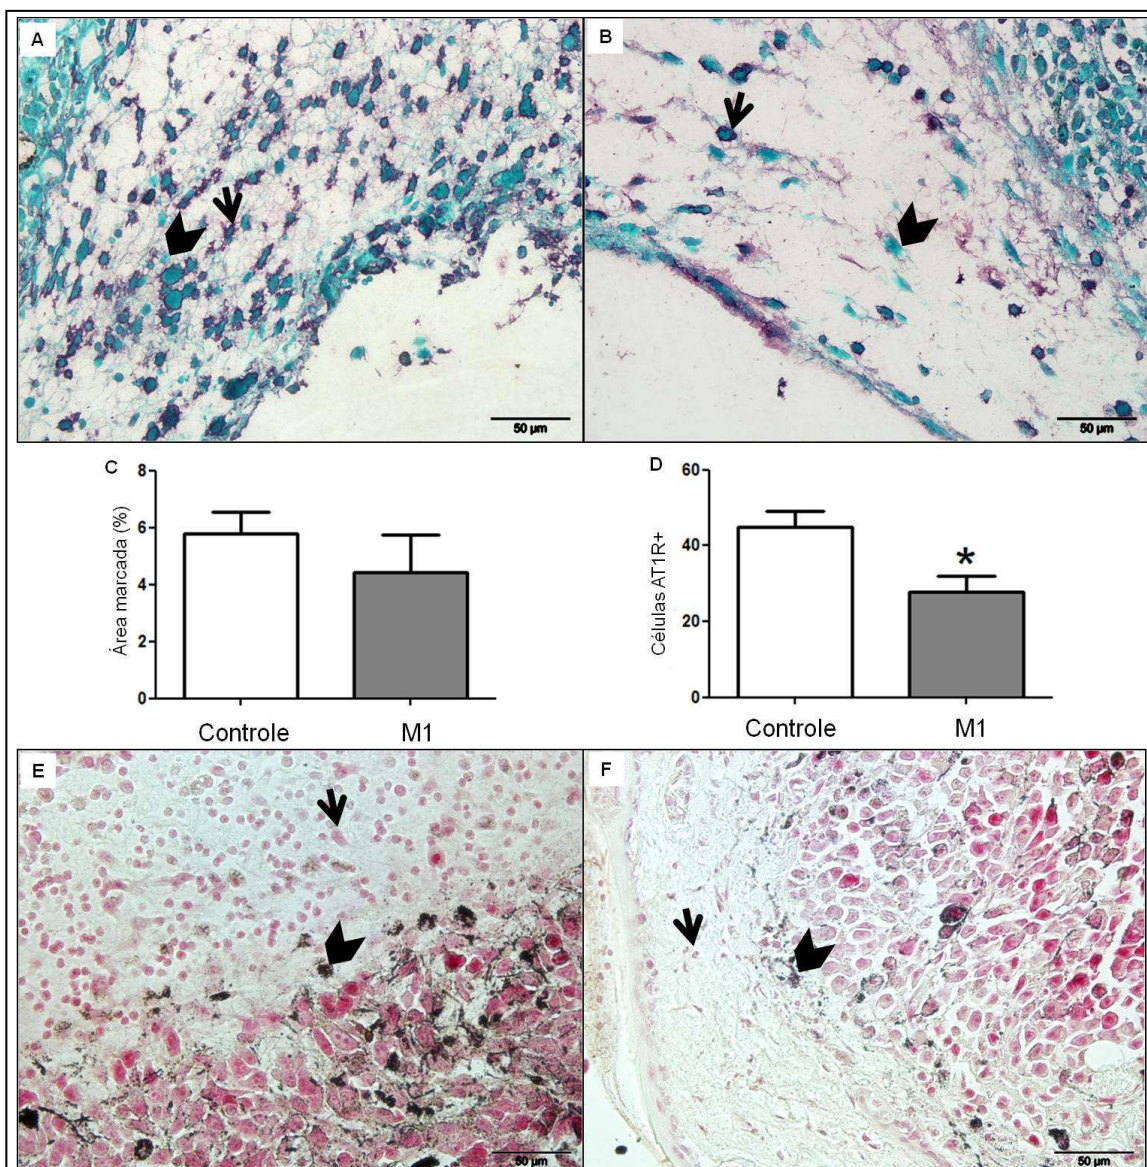 A
B
50 µm
50 µm
C
Área marcada (%)
8
6
4
2
0
Controle
M1
D
Células AT1R+
60
40
20
0
*
Controle
M1
E
F
50 µm
50 µm